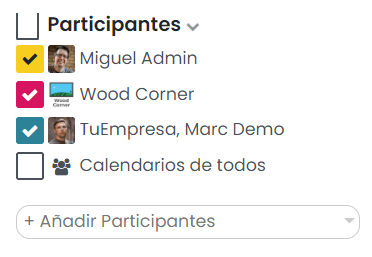 Participantes
Miguel Admin
Wood Corner
Wood
Corner
TuEmpresa, Marc Demo
Calendarios de todos
+ Añadir Participantes